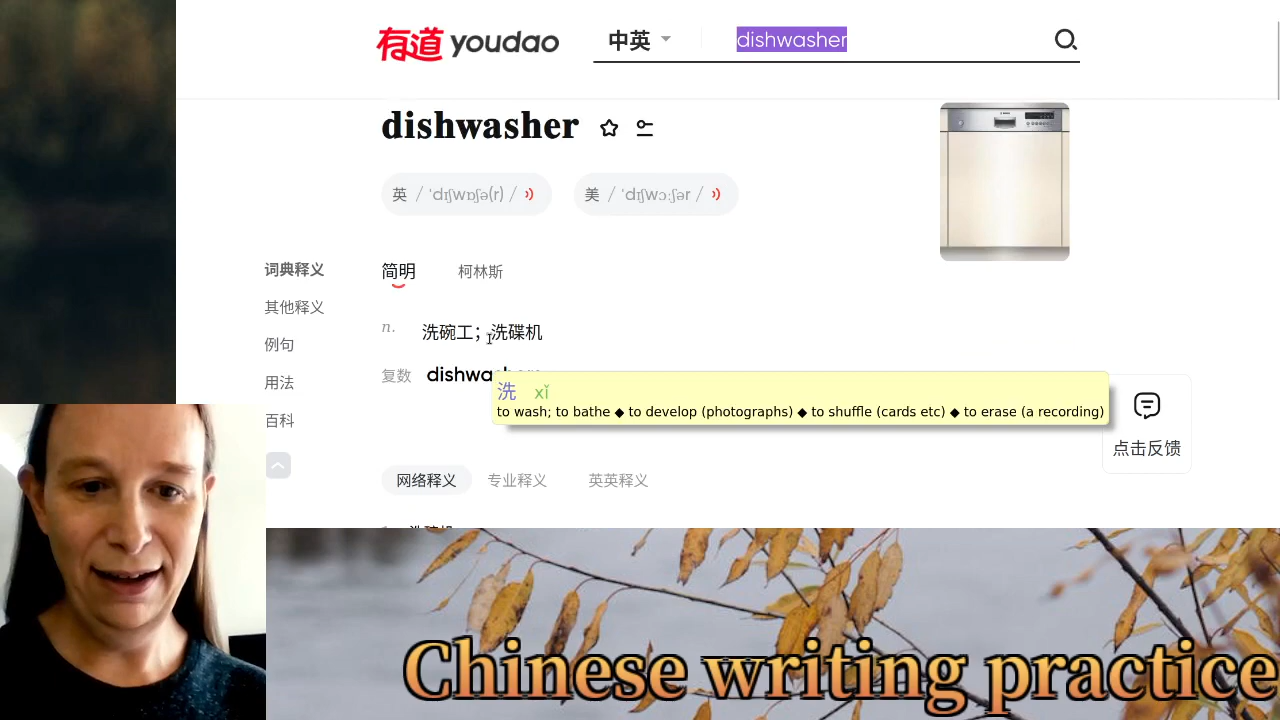 有道 youdao
中英
dishwasher
dishwasher
英 / ˈdɪʃwɒʃə(r) /
美 / ˈdɪʃwɔːʃər /
词典释义
其他释义
例句
用法
百科
简明
柯林斯
n. 洗碗工；洗碟机
复数 dishwashers
洗 xǐ
to wash; to bathe ◆ to develop (photographs) ◆ to shuffle (cards etc) ◆ to erase (a recording)
点击反馈
网络释义
专业释义
英英释义
Chinese writing practice